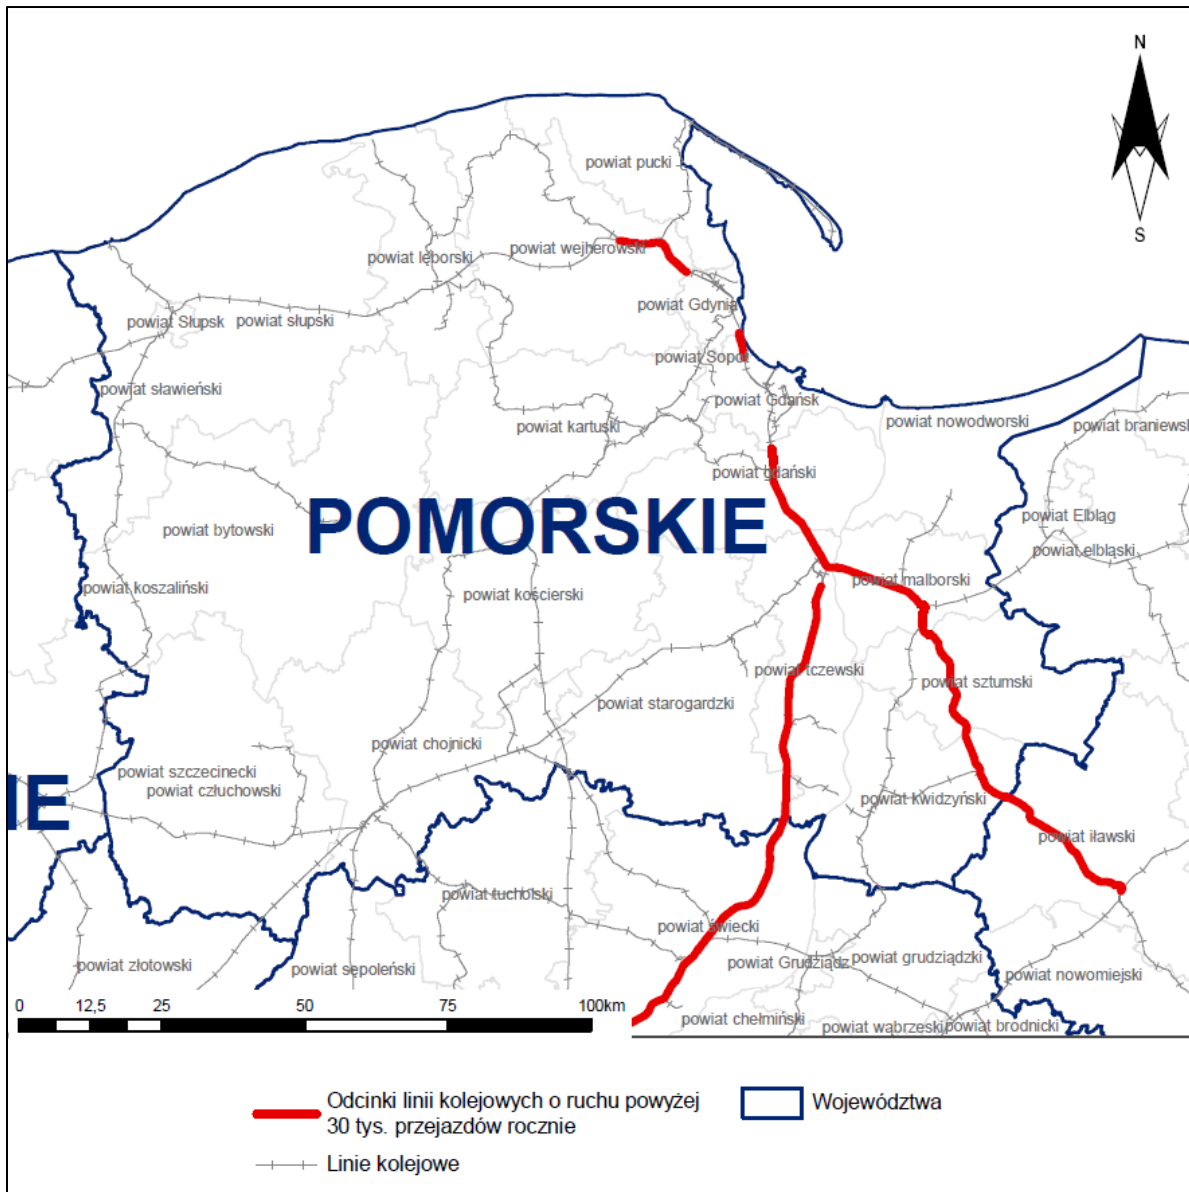 N
S
powiat pucki
powiat wejherowski
powiat lęborski
powiat Gdynia
powiat Słupsk
powiat słupski
powiat Sopot
powiat sławieński
powiat Gdańsk
powiat kartuski
powiat nowodworski
powiat braniewsk
powiat gdański
POMORSKIE
powiat bytowski
powiat Elbląg
powiat elbląski
powiat koszaliński
powiat kościerski
powiat malborski
powiat tczewski
powiat sztumski
powiat starogardzki
powiat chojnicki
powiat szczecinecki
powiat człuchowski
IE
powiat kwidzyński
powiat iławski
powiat tucholski
powiat świecki
powiat złotowski
powiat sępoleński
powiat Grudziądz
powiat grudziądzki
powiat nowomiejski
powiat chełmiński
powiat wąbrzeski
powiat brodnicki
0 12,5 25 50 75 100km
Odcinki linii kolejowych o ruchu powyżej
30 tys. przejazdów rocznie
Województwa
Linie kolejowe